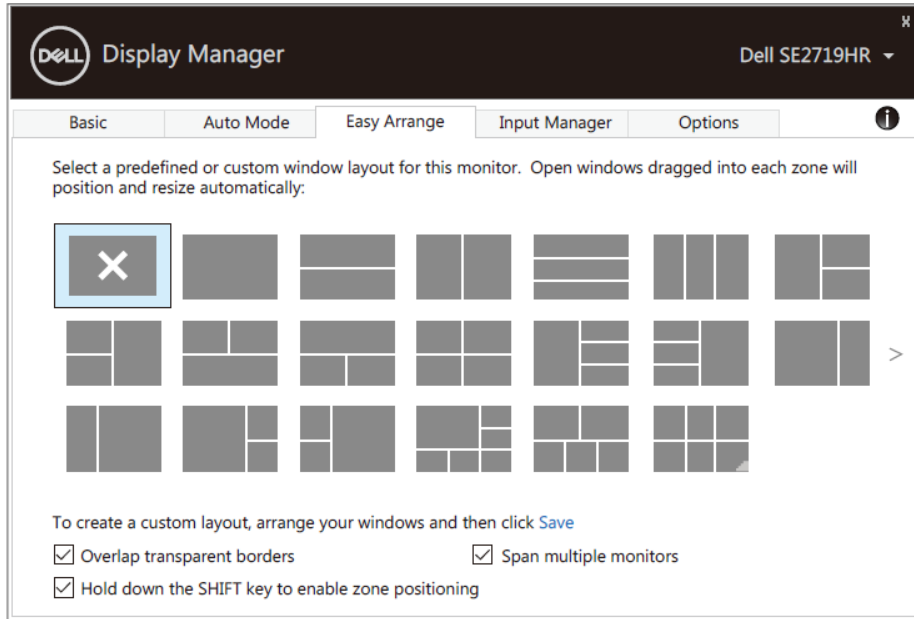 X
DELL Display Manager
Dell SE2719HR
Basic Auto Mode Easy Arrange Input Manager Options i
Select a predefined or custom window layout for this monitor. Open windows dragged into each zone will
position and resize automatically:
>
To create a custom layout, arrange your windows and then click Save
Overlap transparent borders Span multiple monitors
Hold down the SHIFT key to enable zone positioning